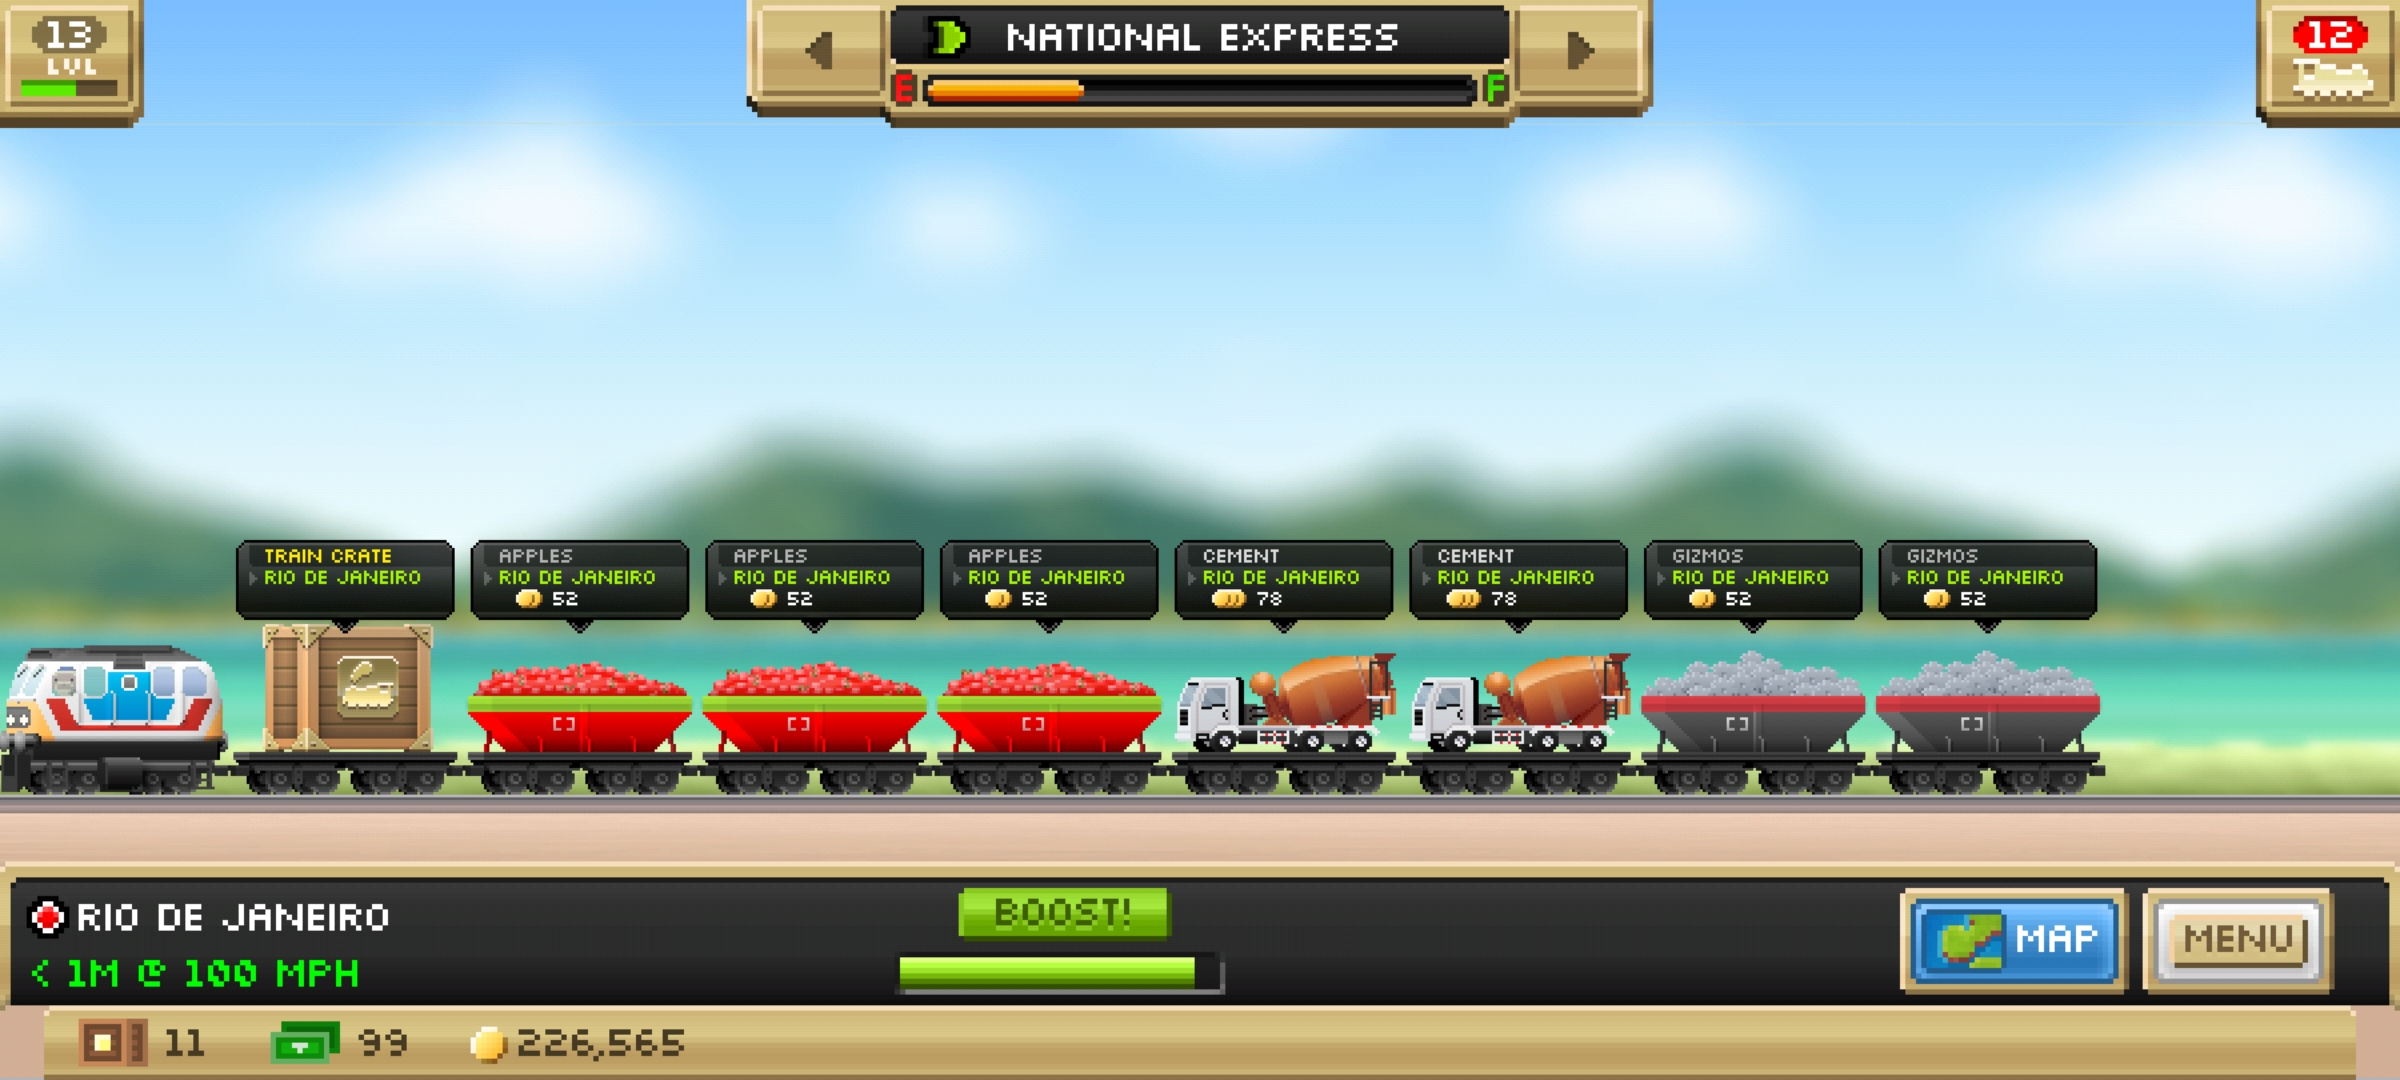 13
LVL
NATIONAL EXPRESS
E F
12
TRAIN CRATE
RIO DE JANEIRO
APPLES
RIO DE JANEIRO
52
APPLES
RIO DE JANEIRO
52
APPLES
RIO DE JANEIRO
52
CEMENT
RIO DE JANEIRO
78
CEMENT
RIO DE JANEIRO
78
GIZMOS
RIO DE JANEIRO
52
GIZMOS
RIO DE JANEIRO
52
RIO DE JANEIRO
< 1M @ 100 MPH
BOOST!
MAP
MENU
11
99
226,565